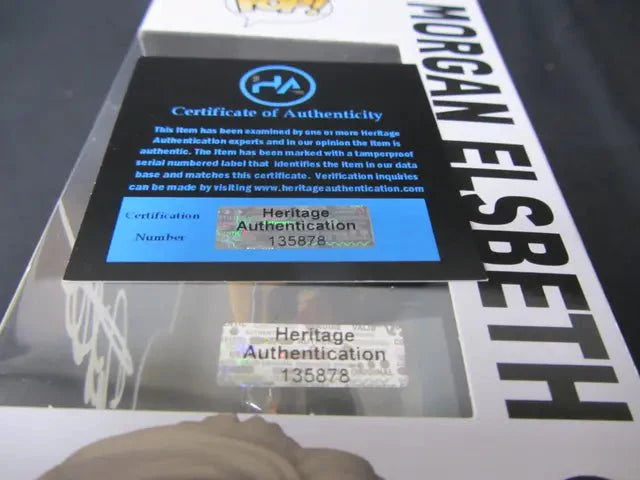 HA
Certificate of Authenticity
This item has been examined by one or more Heritage
Authentication experts and in our opinion the item is
authentic. The item has been marked with a tamperproof
serial numbered label that identifies the item in our data
base and matches this certificate. Verification inquiries
can be made by visiting www.heritageauthentication.com
Certification
Number
Heritage
Authentication
135878
Heritage
Authentication
135878
MORGAN ELSBETH